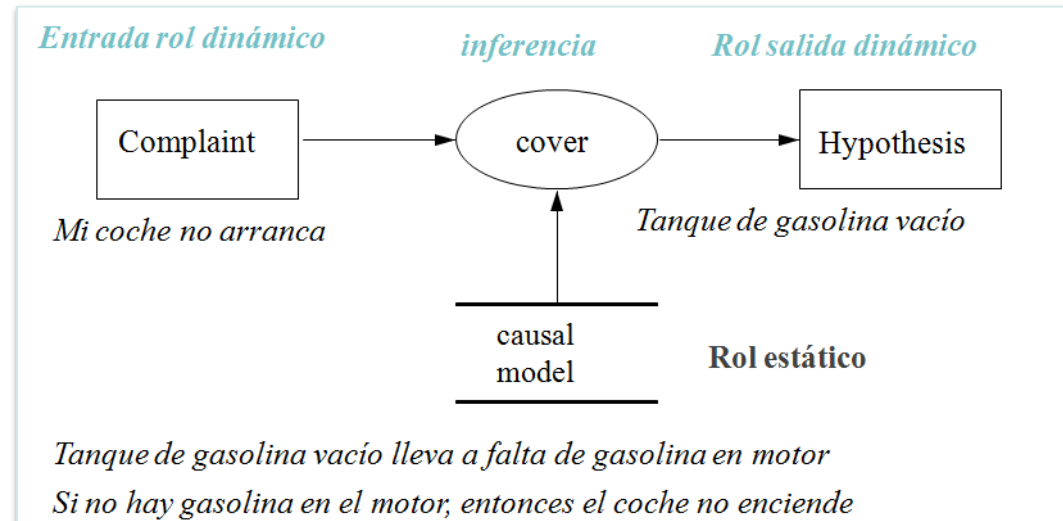 Entrada rol dinámico
inferencia
Rol salida dinámico
Complaint
cover
Hypothesis
Mi coche no arranca
Tanque de gasolina vacío
causal
model
Rol estático
Tanque de gasolina vacío lleva a falta de gasolina en motor
Si no hay gasolina en el motor, entonces el coche no enciende